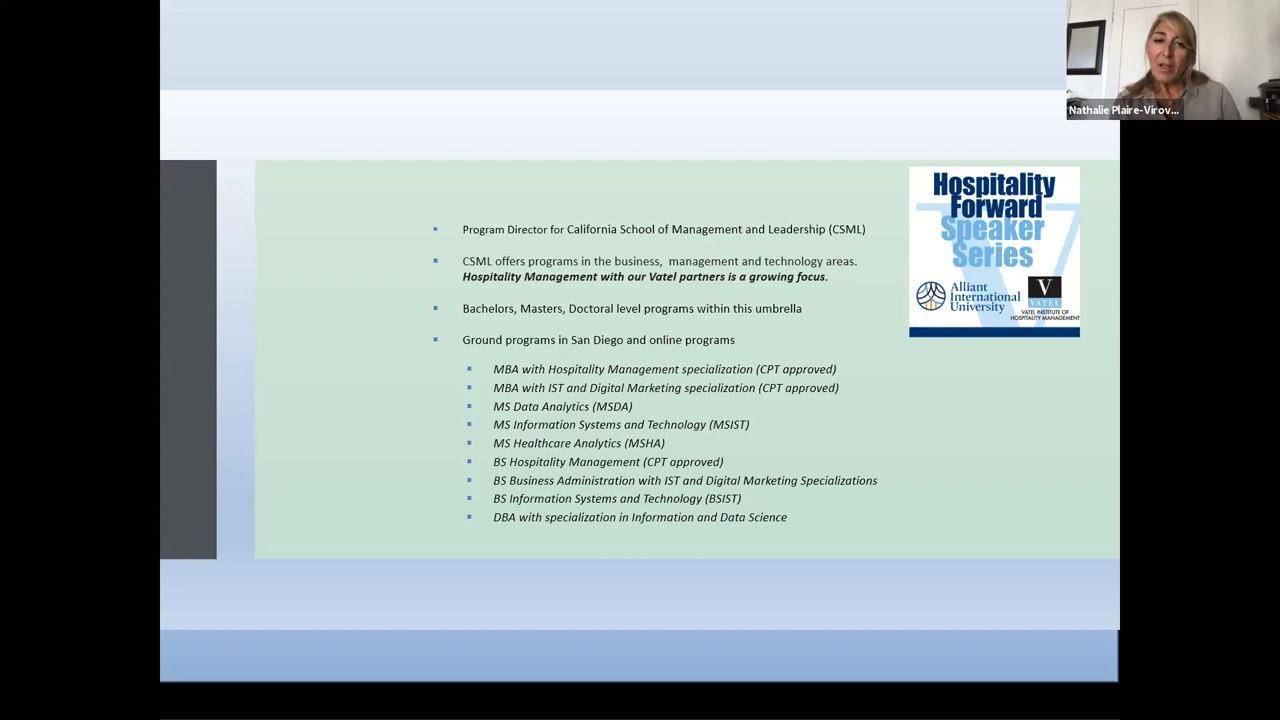 Nathalie Plaire-Virov...
Hospitality
Forward
Speaker
Series
Alliant
International
University
V
VATEL
VATEL INSTITUTE OF
HOSPITALITY MANAGEMENT
Program Director for California School of Management and Leadership (CSML)
CSML offers programs in the business, management and technology areas.
Hospitality Management with our Vatel partners is a growing focus.
Bachelors, Masters, Doctoral level programs within this umbrella
Ground programs in San Diego and online programs
MBA with Hospitality Management specialization (CPT approved)
MBA with IST and Digital Marketing specialization (CPT approved)
MS Data Analytics (MSDA)
MS Information Systems and Technology (MSIST)
MS Healthcare Analytics (MSHA)
BS Hospitality Management (CPT approved)
BS Business Administration with IST and Digital Marketing Specializations
BS Information Systems and Technology (BSIST)
DBA with specialization in Information and Data Science